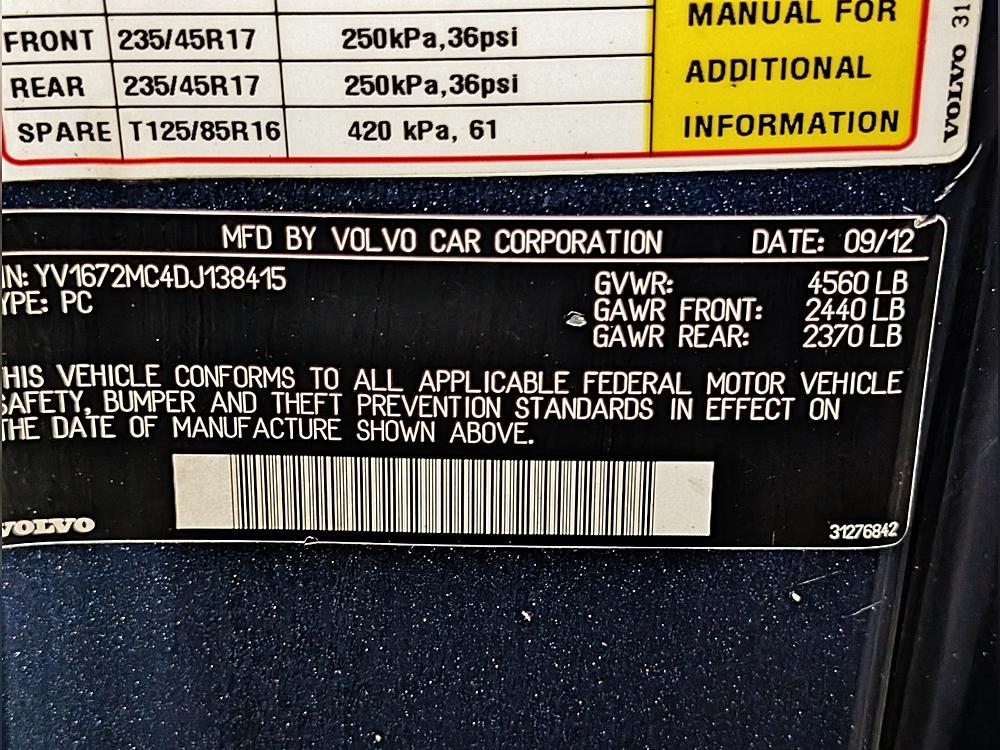 MANUAL FOR
FRONT 235/45R17 250kPa,36psi
REAR 235/45R17 250kPa,36psi
ADDITIONAL
SPARE T125/85R16 420 kPa, 61
INFORMATION
VOLVO 31
MFD BY VOLVO CAR CORPORATION DATE: 09/12
IN: YV1672MC4DJ138415 GVWR: 4560 LB
YPE: PC GAWR FRONT: 2440 LB
GAWR REAR: 2370 LB
THIS VEHICLE CONFORMS TO ALL APPLICABLE FEDERAL MOTOR VEHICLE
SAFETY, BUMPER AND THEFT PREVENTION STANDARDS IN EFFECT ON
THE DATE OF MANUFACTURE SHOWN ABOVE.
VOLVO 31276842